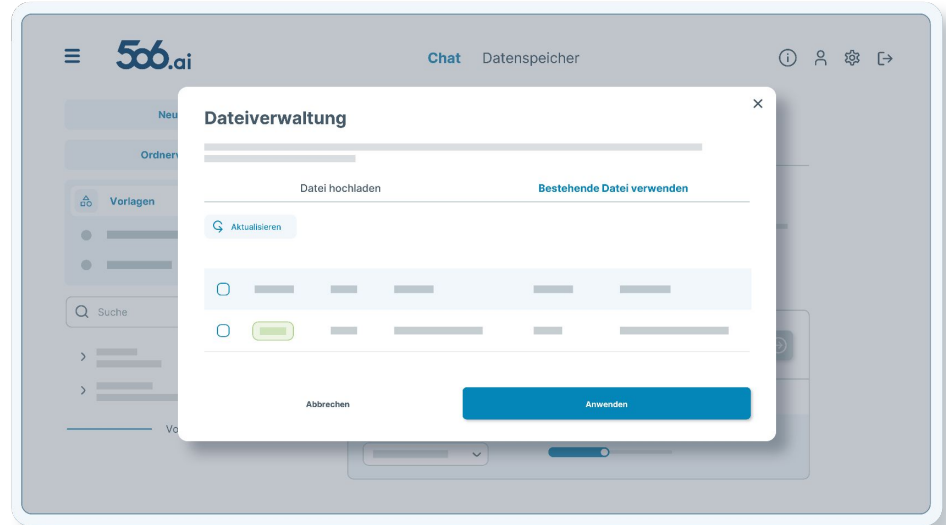 506.ai
Chat
Datenspeicher
Neu
Ordner
Vorlagen
Suche
Vo
Dateiverwaltung
Datei hochladen
Bestehende Datei verwenden
Aktualisieren
Abbrechen
Anwenden